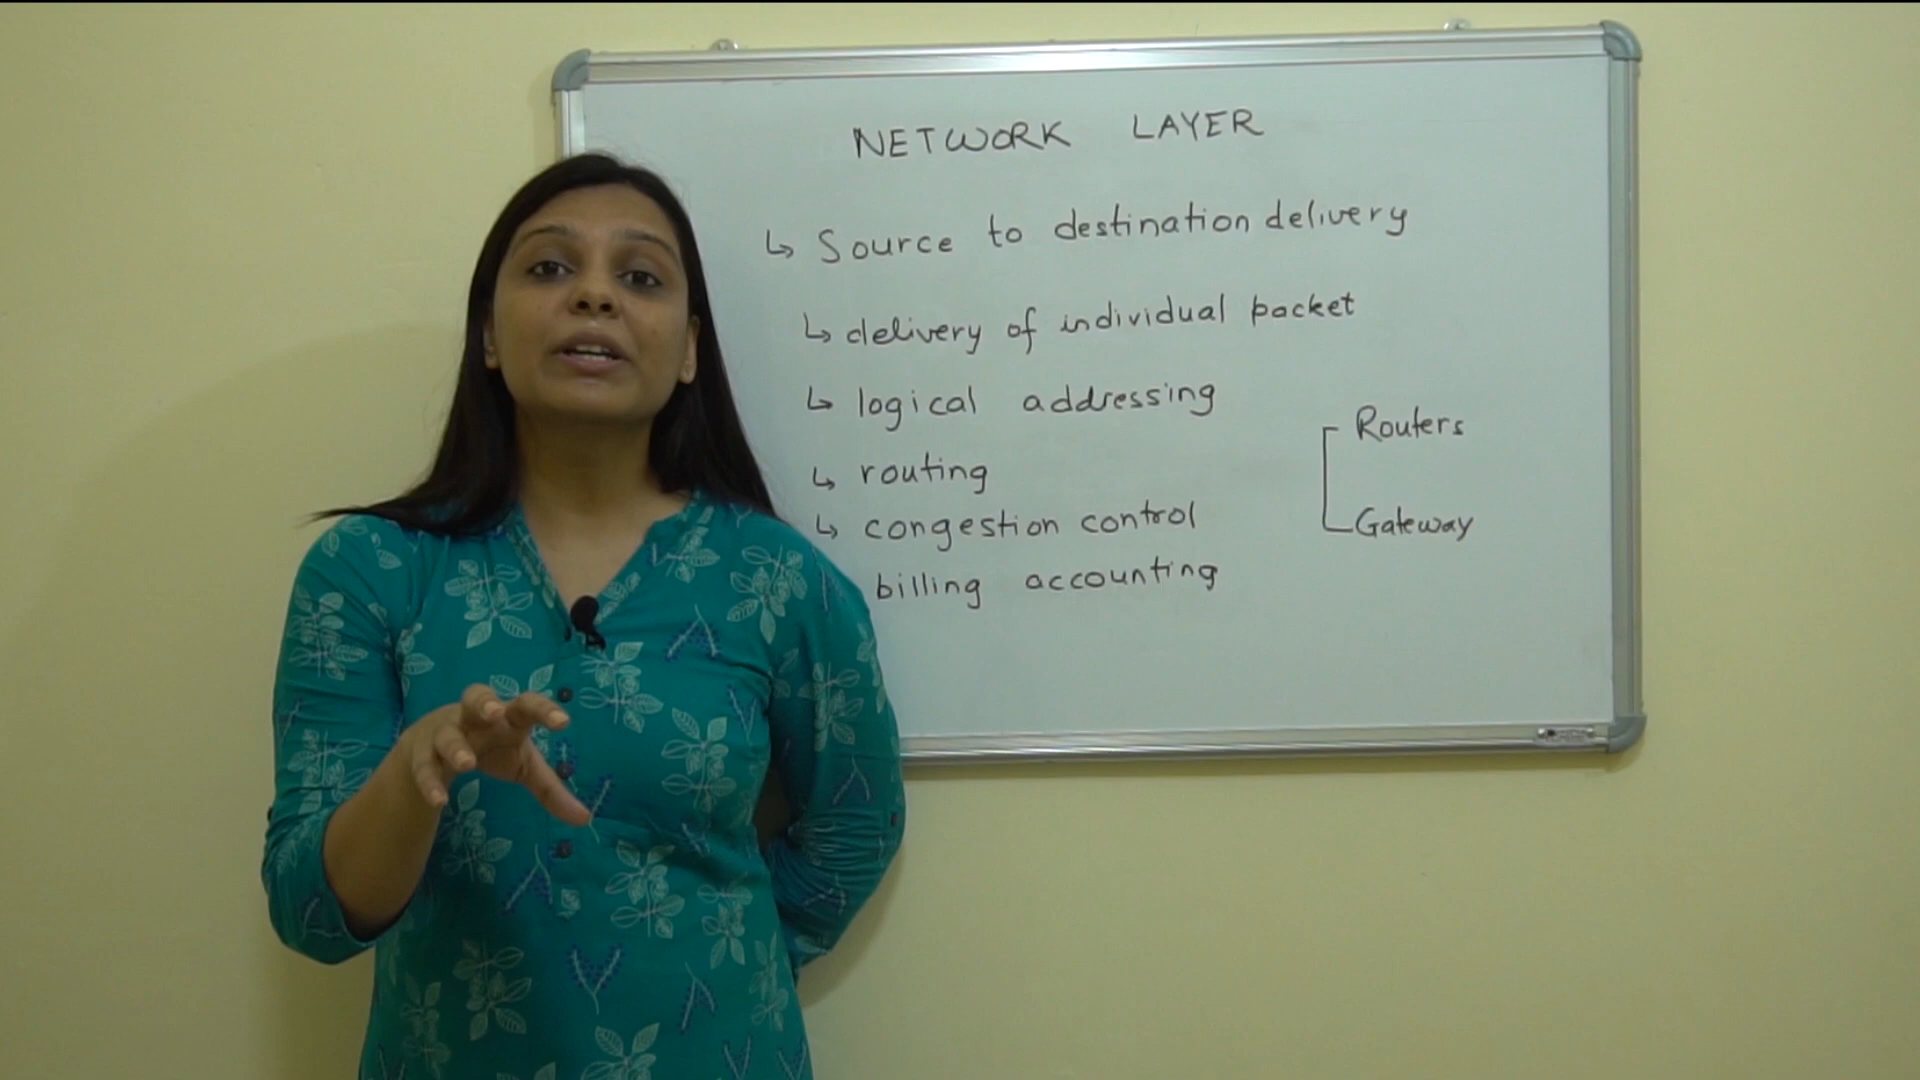 NETWORK LAYER
↳ Source to destination delivery
↳ delivery of individual packet
↳ logical addressing
↳ routing
↳ congestion control
billing accounting
Routers
Gateway